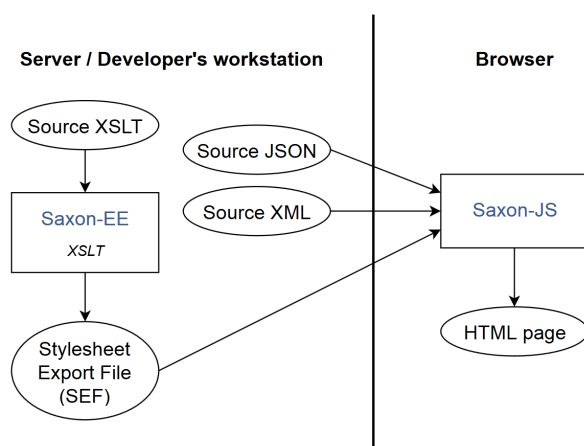 Server / Developer's workstation
Browser
Source XSLT
Source JSON
Source XML
Saxon-EE
XSLT
Saxon-JS
Stylesheet
Export File
(SEF)
HTML page